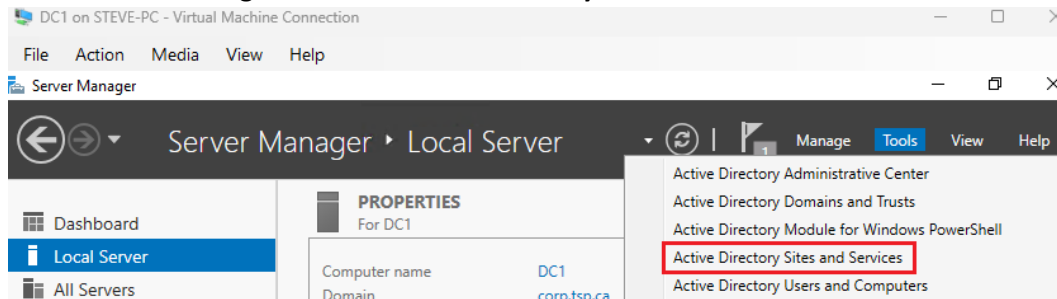 DC1 on STEVE-PC - Virtual Machine Connection
File Action Media View Help
Server Manager
Server Manager • Local Server
1 Manage Tools View Help
Active Directory Administrative Center
Active Directory Domains and Trusts
Active Directory Module for Windows PowerShell
Active Directory Sites and Services
Active Directory Users and Computers
Dashboard
Local Server
All Servers
PROPERTIES
For DC1
Computer name DC1
Domain corp.tsp.ca